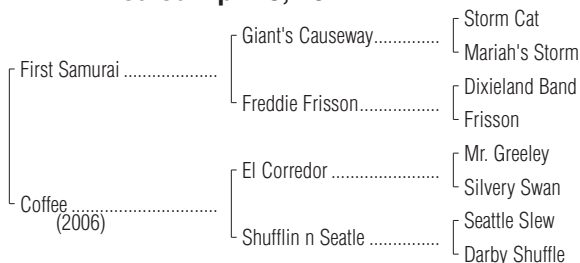 Storm Cat
Giant's Causeway..............
Mariah's Storm
First Samurai ....................
Dixieland Band
Freddie Frisson.................
Frisson
Mr. Greeley
El Corredor .......................
Silvery Swan
Coffee ...............................
(2006)
Seattle Slew
Shufflin n Seatle ...............
Darby Shuffle